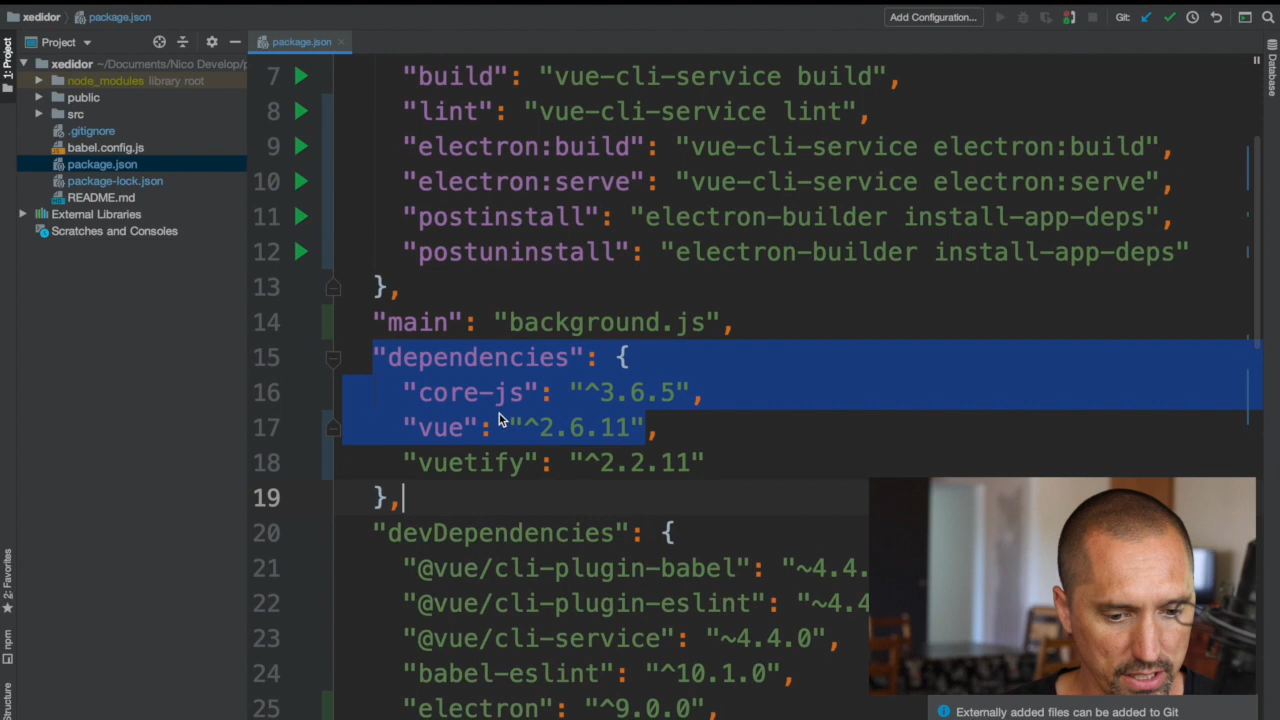 xedidor
package.json
Add Configuration...
Git:
1: Project
Project
package.json
Database
xedidor ~/Documents/Nico Develop/p
node_modules library root
public
src
.gitignore
babel.config.js
package.json
package-lock.json
README.md
External Libraries
Scratches and Consoles
7 "build": "vue-cli-service build",
8 "lint": "vue-cli-service lint",
9 "electron:build": "vue-cli-service electron:build",
10 "electron:serve": "vue-cli-service electron:serve",
11 "postinstall": "electron-builder install-app-deps",
12 "postuninstall": "electron-builder install-app-deps"
13 },
14 "main": "background.js",
15 "dependencies": {
16 "core-js": "^3.6.5",
17 "vue": "^2.6.11",
18 "vuetify": "^2.2.11"
19 },
20 "devDependencies": {
21 "@vue/cli-plugin-babel": "~4.4.
22 "@vue/cli-plugin-eslint": "~4.4
23 "@vue/cli-service": "~4.4.0",
24 "babel-eslint": "^10.1.0",
25 "electron": "^9.0.0",
2: Favorites
npm
Structure
Externally added files can be added to Git